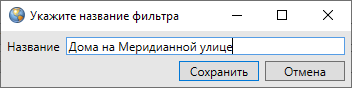 Укажите название фильтра
Название Дома на Меридианной улице
Сохранить Отмена